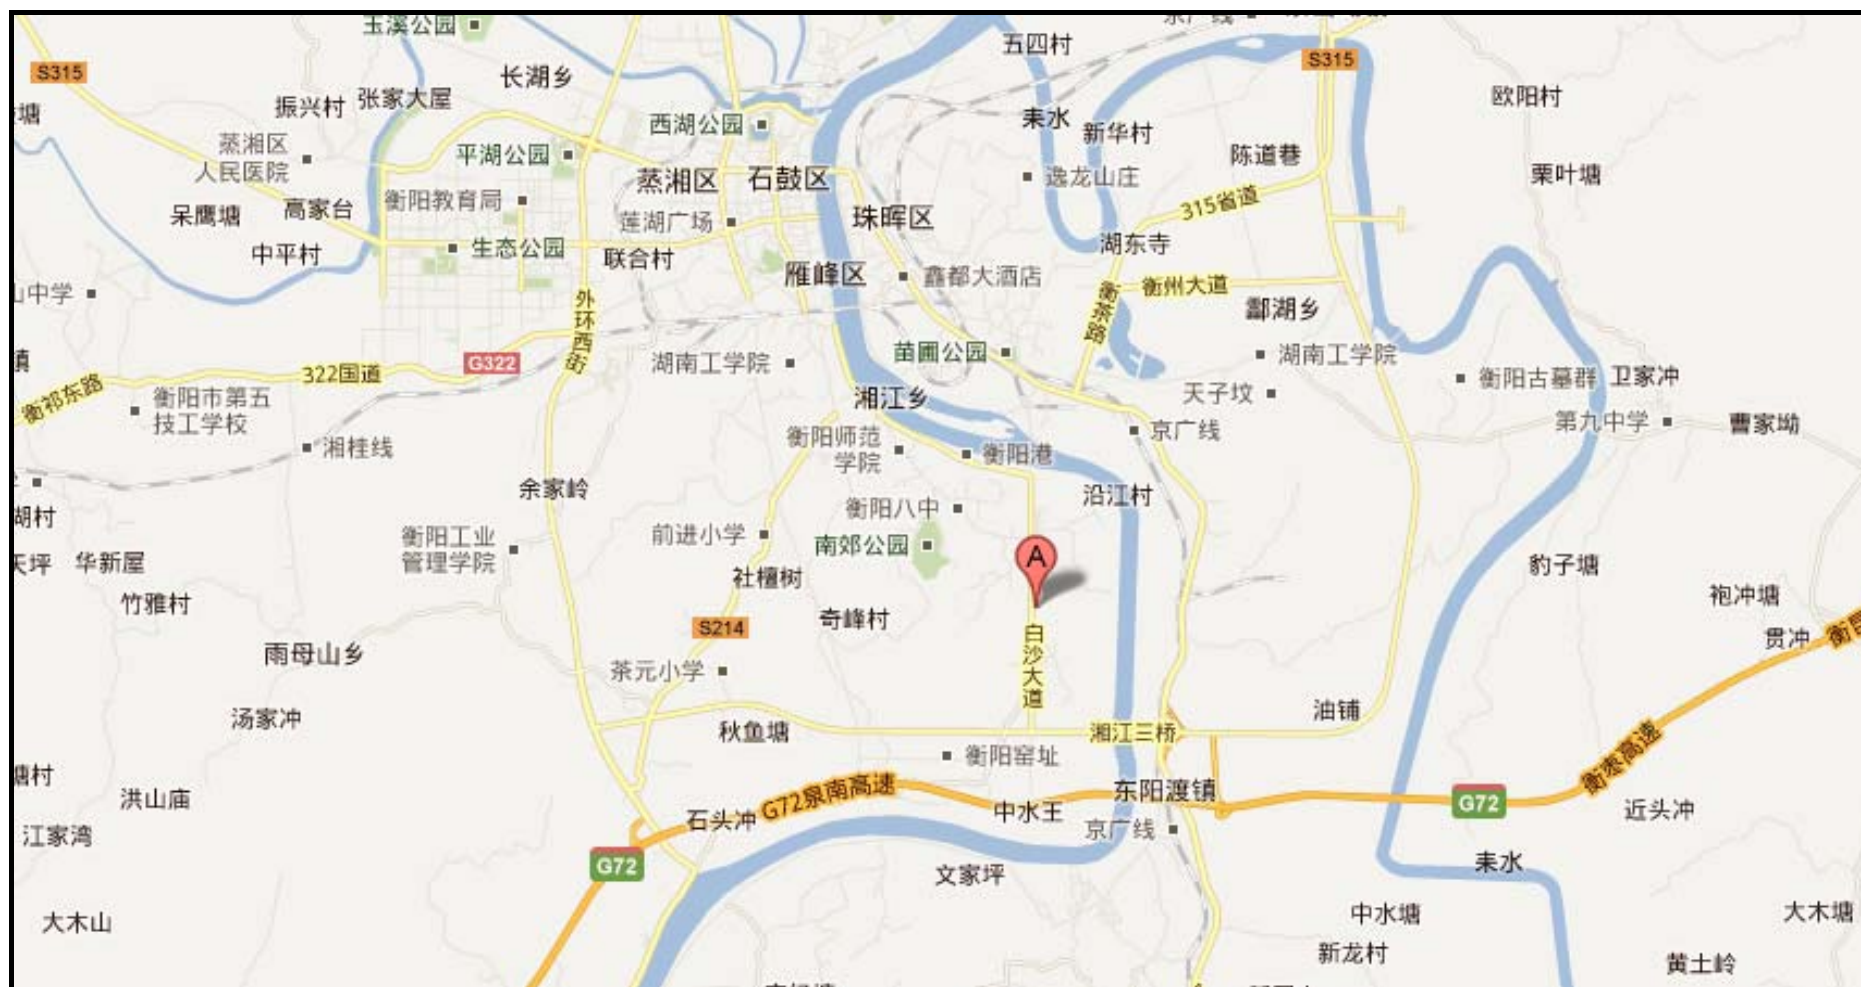 玉溪公园
五四村
S315
长湖乡
S315
振兴村
张家大屋
欧阳村
西湖公园
耒水
新华村
蒸湘区
人民医院
平湖公园
陈道巷
蒸湘区
石鼓区
逸龙山庄
栗叶塘
衡阳教育局
呆鹰塘
高家台
莲湖广场
珠晖区
315省道
中平村
生态公园
联合村
湖东寺
雁峰区
鑫都大酒店
衡州大道
山中学
外环西街
衡茶路
酃湖乡
苗圃公园
湖南工学院
322国道
G322
湖南工学院
衡阳古墓群
卫家冲
衡祁东路
衡阳市第五
技工学校
湘江乡
天子坟
第九中学
曹家坳
湘桂线
衡阳师范
学院
衡阳港
京广线
余家岭
沿江村
湖村
衡阳八中
衡阳工业
管理学院
前进小学
南郊公园
A
天坪
华新屋
社檀树
豹子塘
竹雅村
奇峰村
袍冲塘
S214
白沙大道
贯冲
雨母山乡
茶元小学
汤家冲
秋鱼塘
湘江三桥
油铺
衡阳窑址
塘村
洪山庙
G72泉南高速
东阳渡镇
衡枣高速
石头冲
中水王
G72
近头冲
江家湾
京广线
G72
文家坪
耒水
大木山
中水塘
大木塘
新龙村
黄土岭